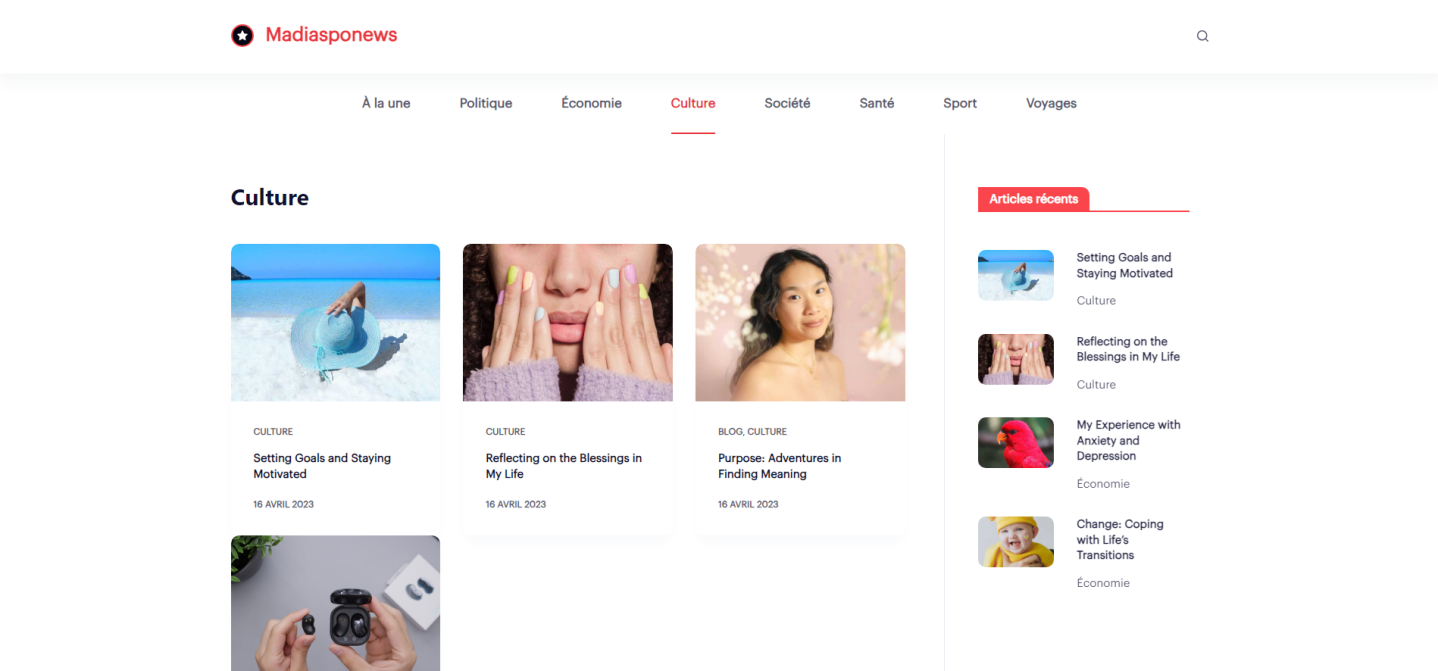 Madiasponews
À la une Politique Économie Culture Société Santé Sport Voyages
Culture
CULTURE
Setting Goals and Staying
Motivated
16 AVRIL 2023
CULTURE
Reflecting on the Blessings in
My Life
16 AVRIL 2023
BLOG, CULTURE
Purpose: Adventures in
Finding Meaning
16 AVRIL 2023
Articles récents
Setting Goals and
Staying Motivated
Culture
Reflecting on the
Blessings in My Life
Culture
My Experience with
Anxiety and
Depression
Économie
Change: Coping
with Life’s
Transitions
Économie